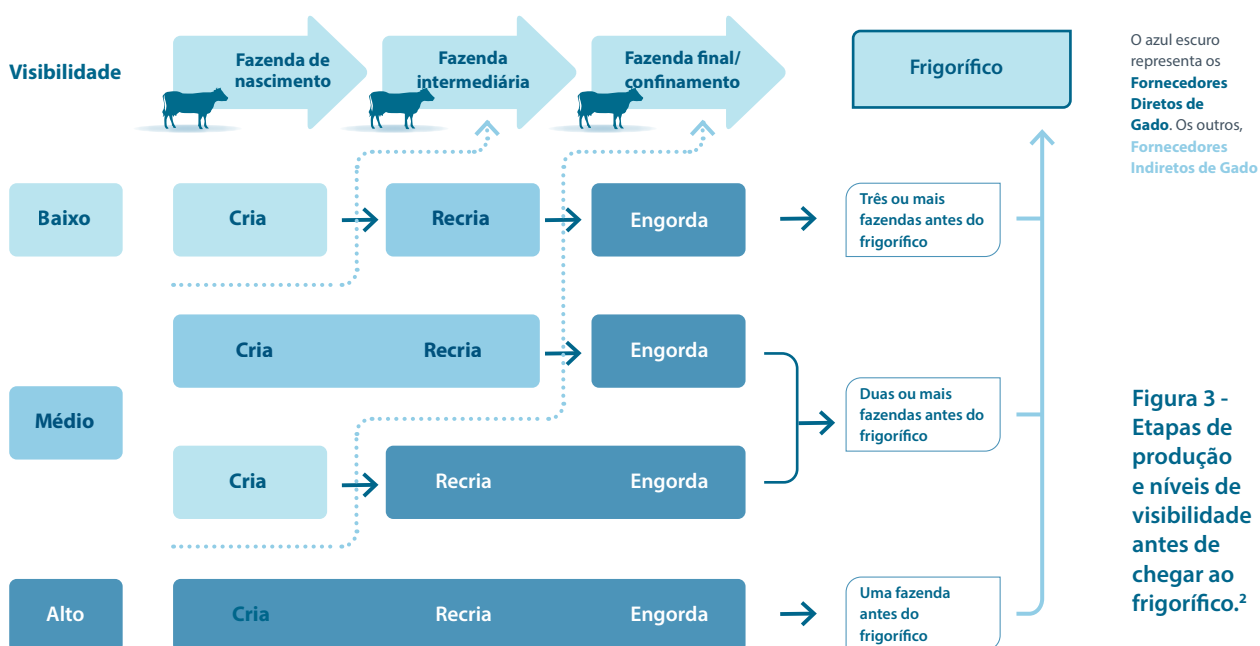 Visibilidade
Fazenda de
nascimento
Fazenda
intermediária
Fazenda final/
confinamento
Frigorífico
O azul escuro
representa os
Fornecedores
Diretos de
Gado. Os outros,
Fornecedores
Indiretos de Gado
Baixo
Cria
Recria
Engorda
Três ou mais
fazendas antes do
frigorífico
Médio
Cria
Recria
Engorda
Cria
Recria
Engorda
Duas ou mais
fazendas antes do
frigorífico
Alto
Cria
Recria
Engorda
Uma fazenda
antes do
frigorífico
Figura 3 -
Etapas de
produção
e níveis de
visibilidade
antes de
chegar ao
frigorífico.²